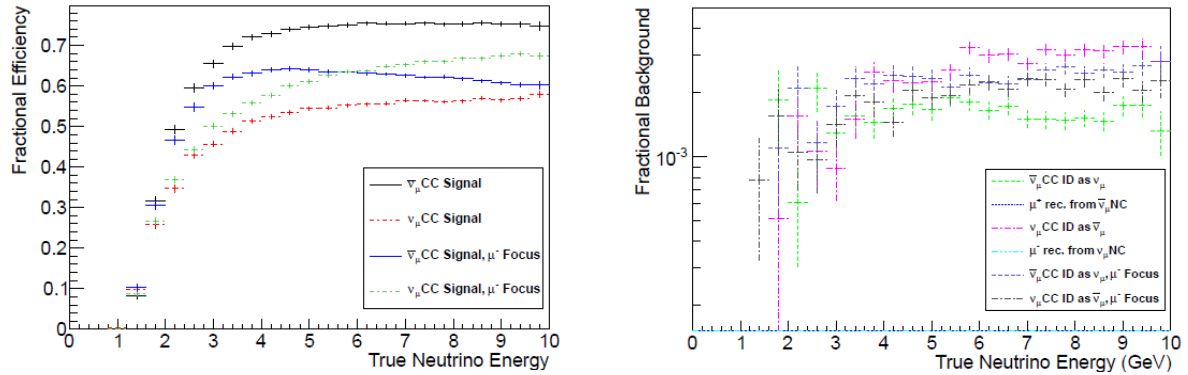 Fractional Efficiency
0.7
0.6
0.5
0.4
0.3
0.2
0.1
0
0 1 2 3 4 5 6 7 8 9 10
True Neutrino Energy
ν̅μCC Signal
νμCC Signal
ν̅μCC Signal, μ⁻ Focus
νμCC Signal, μ⁻ Focus
Fractional Background
10⁻³
0 1 2 3 4 5 6 7 8 9 10
True Neutrino Energy (GeV)
ν̅μCC ID as νμ
μ⁺ rec. from ν̅μNC
νμCC ID as ν̅μ
μ⁻ rec. from νμNC
ν̅μCC ID as νμ, μ⁻ Focus
νμCC ID as ν̅μ, μ⁻ Focus